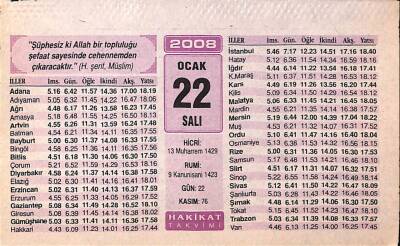 "Şüphesiz ki Allah bir topluluğu
şefaat sayesinde cehennemden
çıkaracaktır." (H. şerif, Müslim)
İLLER İms. Gün. Öğle İkindi. Akş. Yatsı
Adana 5.16 6.42 11.57 14.36 17.00 18.19
Adıyaman 5.05 6.32 11.45 14.22 16.47 18.06
Ağrı 4.48 6.17 11.26 13.58 16.23 17.45
Amasya 5.18 6.48 11.55 14.25 16.50 18.13
Artvin 4.55 6.26 11.31 13.59 16.24 17.48
Batman 4.54 6.21 11.34 14.11 16.35 17.55
Bayburt 5.00 6.30 11.38 14.08 16.33 17.55
Bingöl 4.58 6.25 11.36 14.11 16.35 17.56
Bitlis 4.51 6.18 11.30 14.05 16.30 17.50
Çorum 5.21 6.52 11.59 14.29 16.53 18.16
Diyarbakır 4.58 6.24 11.37 14.14 16.38 17.58
Elazığ 5.02 6.30 11.41 14.16 16.41 18.01
Erzincan 5.02 6.31 11.40 14.13 16.37 17.59
Erzurum 4.55 6.25 11.33 14.05 16.29 17.52
Gaziantep 5.08 6.34 11.49 14.28 16.52 18.10
Giresun 5.08 6.39 11.45 14.14 16.38 18.02
Gümüşhane 5.03 6.33 11.41 14.11 16.36 17.58
Hakkari 4.43 6.09 11.23 14.01 16.25 17.44
2008
OCAK
22
SALI
HİCRİ:
13 Muharrem 1429
RUMİ:
9 Kanunisani 1423
GÜN: 22
KASIM: 76
HAKİKAT
TAKVİMİ
İLLER İms. Gün. Öğle İkindi. Akş. Yatsı
İstanbul 5.46 7.17 12.23 14.51 17.16 18.40
Hatay 5.12 6.36 11.54 14.34 16.59 18.16
Iğdır 4.44 6.14 11.22 13.54 16.18 17.41
K.Maraş 5.11 6.37 11.51 14.28 16.53 18.12
Kars 4.49 6.19 11.26 13.56 16.20 17.44
Kilis 5.09 6.34 11.50 14.29 16.54 18.12
Malatya 5.06 6.33 11.45 14.21 16.45 18.05
Mardin 4.55 6.21 11.35 14.14 16.38 17.57
Mersin 5.19 6.44 12.00 14.39 17.04 18.22
Muş 4.53 6.21 11.32 14.07 16.31 17.52
Ordu 5.10 6.41 11.47 14.16 16.40 18.04
Osmaniye 5.13 6.38 11.53 14.32 16.56 18.15
Rize 5.00 6.31 11.36 14.05 16.30 17.53
Samsun 5.17 6.48 11.53 14.22 16.46 18.10
Siirt 4.51 6.17 11.30 14.07 16.32 17.51
Sinop 5.22 6.55 11.58 14.24 16.49 18.14
Sivas 5.12 6.41 11.50 14.22 16.47 18.09
Şanlıurfa 5.03 6.28 11.43 14.22 16.46 18.05
Şırnak 4.48 6.14 11.29 14.06 16.30 17.50
Tokat 5.15 6.45 11.52 14.23 16.48 18.10
Trabzon 5.03 6.34 11.39 14.08 16.33 17.57
Van 4.46 6.13 11.25 14.01 16.25 17.45